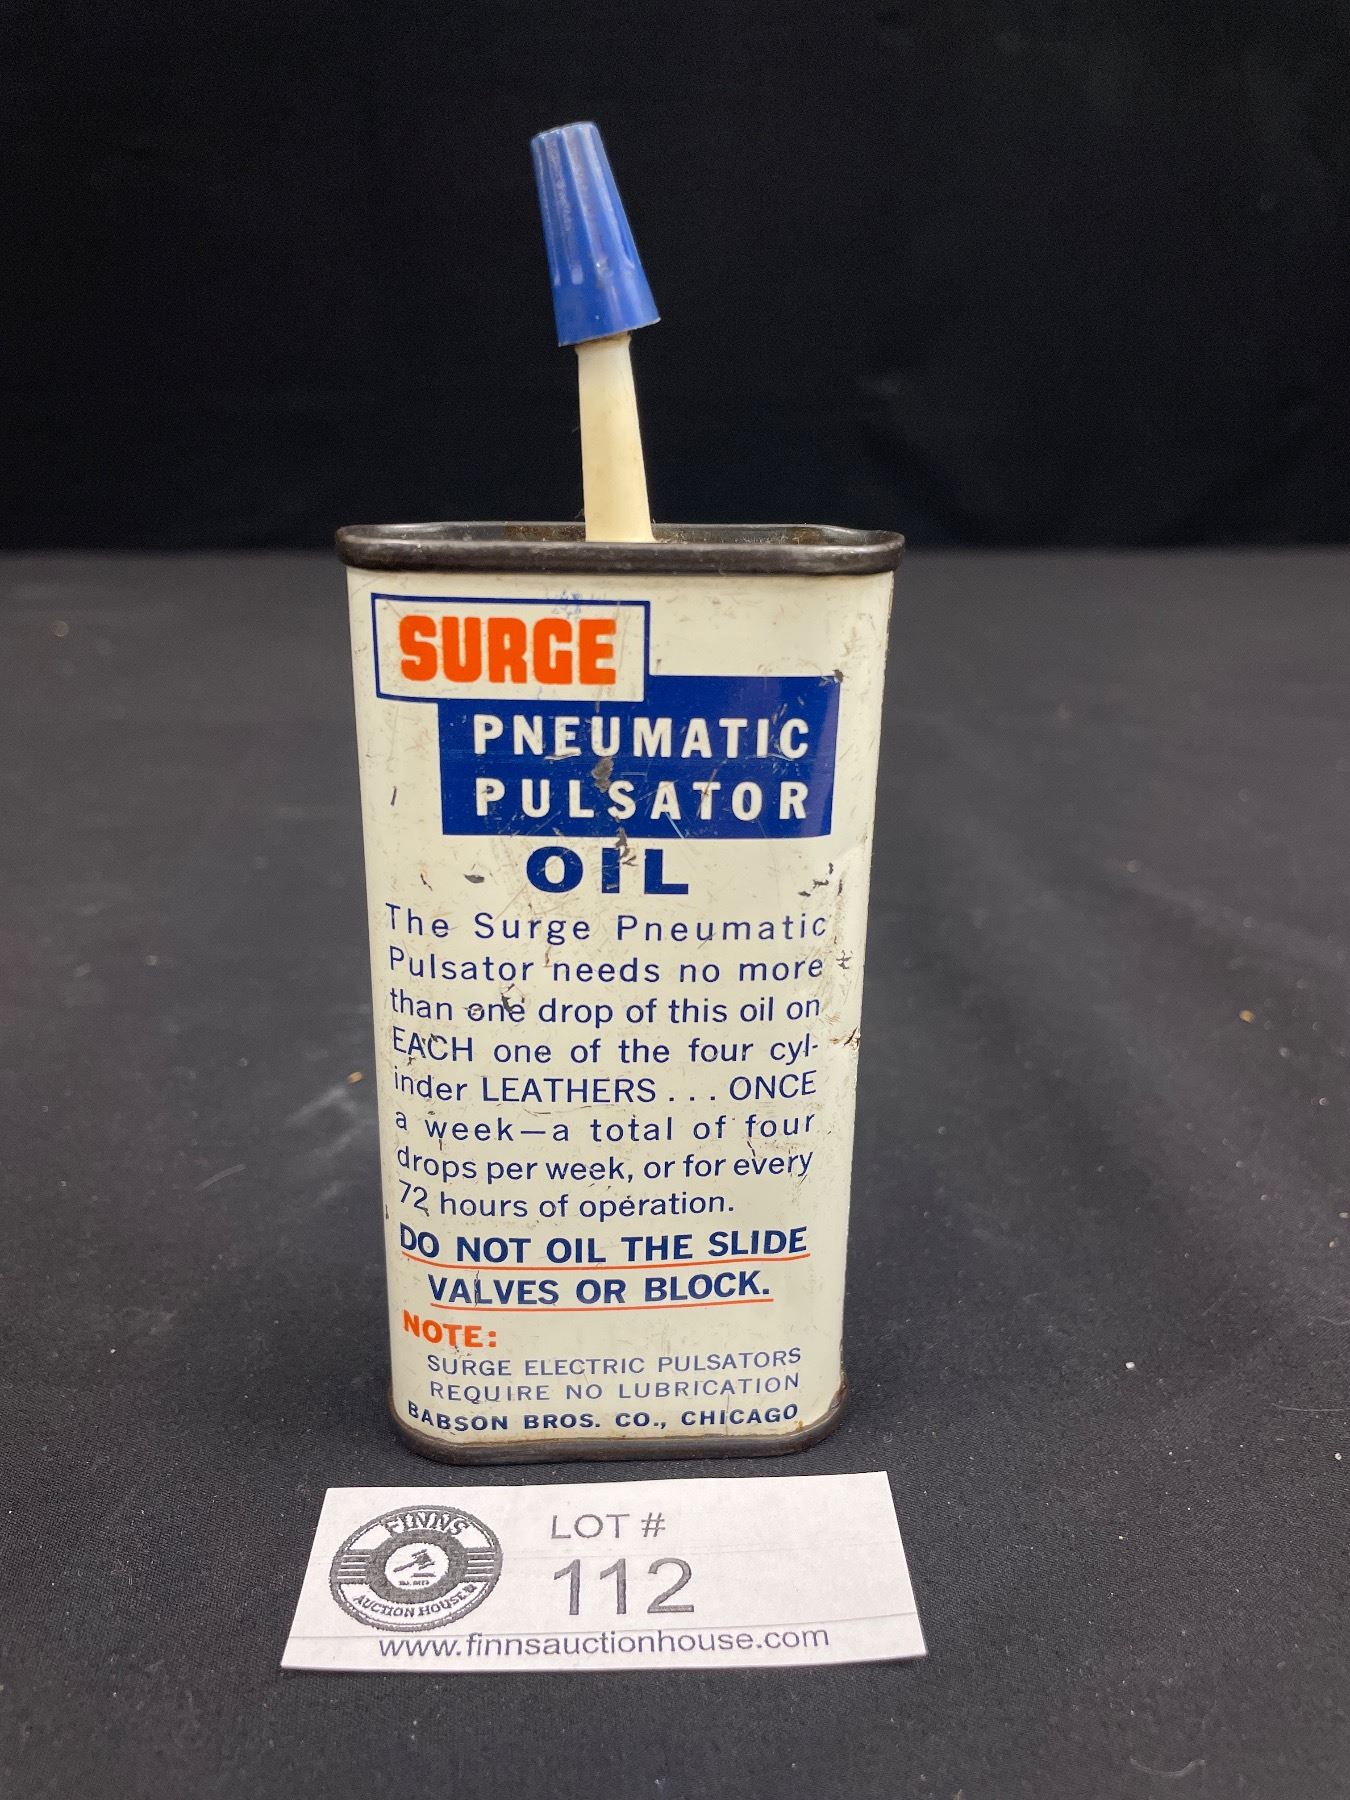 SURGE
PNEUMATIC
PULSATOR
OIL
The Surge Pneumatic
Pulsator needs no more
than one drop of this oil on
EACH one of the four cyl-
inder LEATHERS . . . ONCE
a week—a total of four
drops per week, or for every
72 hours of operation.
DO NOT OIL THE SLIDE
VALVES OR BLOCK.
NOTE:
SURGE ELECTRIC PULSATORS
REQUIRE NO LUBRICATION
BABSON BROS. CO., CHICAGO
FINNS
AUCTION HOUSE
LOT #
112
www.finnsauctionhouse.com